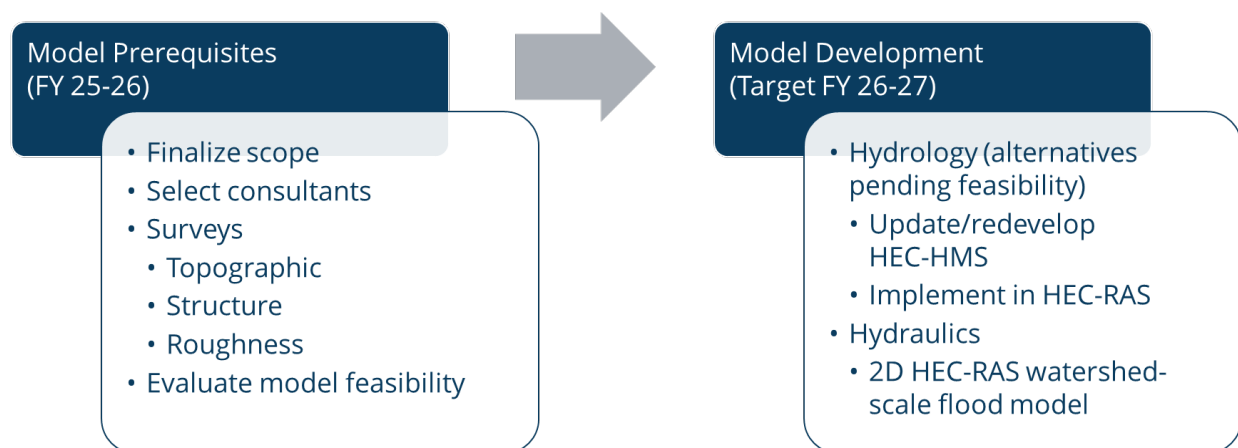 Model Prerequisites
(FY 25-26)
• Finalize scope
• Select consultants
• Surveys
• Topographic
• Structure
• Roughness
• Evaluate model feasibility
Model Development
(Target FY 26-27)
• Hydrology (alternatives
pending feasibility)
• Update/redevelop
HEC-HMS
• Implement in HEC-RAS
• Hydraulics
• 2D HEC-RAS watershed-
scale flood model